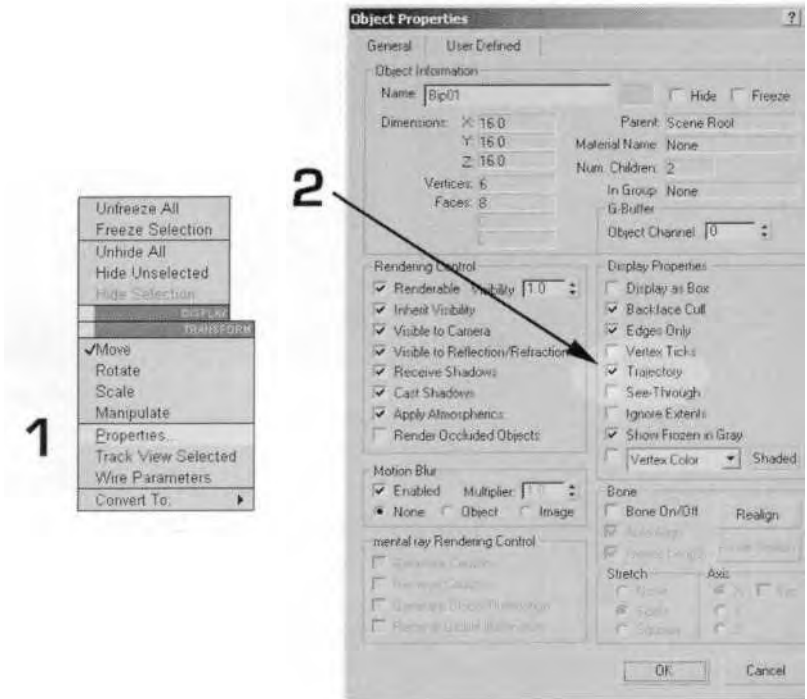 1
Unfreeze All
Freeze Selection
Unhide All
Hide Unselected
Hide Selection
DISPLAY
TRANSFORM
Move
Rotate
Scale
Manipulate
Properties...
Track View Selected
Wire Parameters
Convert To:
2
Object Properties ?
General User Defined
Object Information
Name: Bip01 Hide Freeze
Dimensions: X: 16.0
Y: 16.0
Z: 16.0
Vertices: 6
Faces: 8
Parent: Scene Root
Material Name: None
Num. Children: 2
In Group: None
G-Buffer
Object Channel: 0
Rendering Control
Renderable Visibility 1.0
Inherit Visibility
Visible to Camera
Visible to Reflection/Refraction
Receive Shadows
Cast Shadows
Apply Atmospherics
Render Occluded Objects
Display Properties
Display as Box
Backface Cull
Edges Only
Vertex Ticks
Trajectory
See-Through
Ignore Extents
Show Frozen in Gray
Vertex Color Shaded
Motion Blur
Enabled Multiplier: 1.0
None Object Image
mental ray Rendering Control
Bone
Bone On/Off Realign
Stretch
Axis
OK Cancel